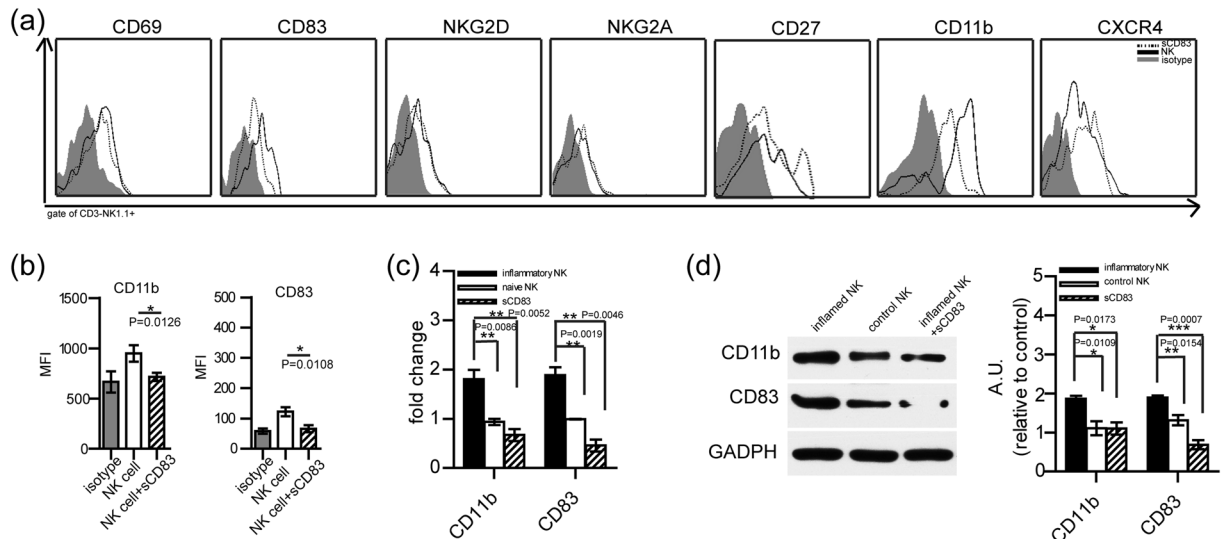 (a)
CD69 CD83 NKG2D NKG2A CD27 CD11b CXCR4
sCD83
NK
isotype
gate of CD3-NK1.1+
(b)
CD11b
MFI
1500
1000
500
0
*
P=0.0126
isotype
NK cell
NK cell+sCD83
CD83
MFI
500
400
300
200
100
0
*
P=0.0108
isotype
NK cell
NK cell+sCD83
(c)
inflammatory NK
naive NK
sCD83
fold change
4
3
2
1
0
** P=0.0052
P=0.0086
**
** P=0.0046
P=0.0019
**
CD11b
CD83
(d)
inflamed NK
control NK
inflamed NK
+sCD83
CD11b
CD83
GADPH
inflammatory NK
control NK
sCD83
A.U.
(relative to control)
5
4
3
2
1
0
P=0.0173
*
P=0.0109
*
P=0.0007
***
P=0.0154
**
CD11b
CD83